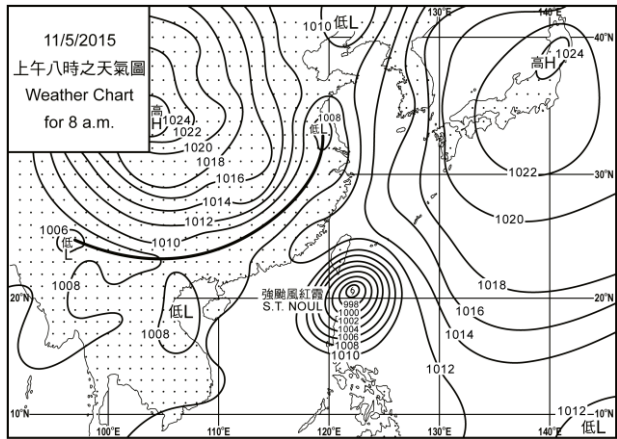 11/5/2015
上午八時之天氣圖
Weather Chart
for 8 a.m.
130°E
140°E
1010
低L
40°N
1024
高H
高
H
1024
1022
1020
1018
1016
1014
1012
1010
1008
低L
1022
30°N
1020
1006
低
L
1008
1008
低L
20°N
強颱風紅霞
S.T. NOUL
998
1000
1002
1004
1006
1008
1010
1018
20°N
1016
1014
1012
1012
低L
10°N
100°E
110°E
120°E
130°E
140°E
10°N